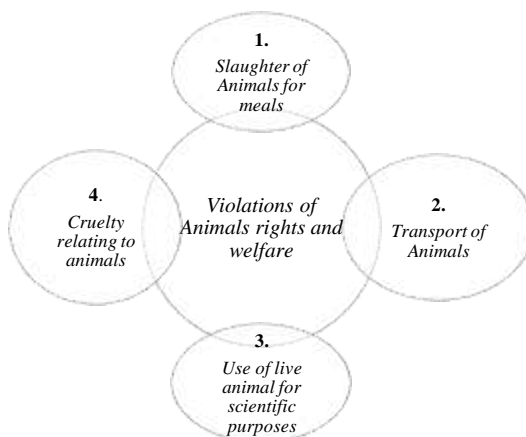 1.
Slaughter of
Animals for
meals
4.
Cruelty
relating to
animals
Violations of
Animals rights and
welfare
2.
Transport of
Animals
3.
Use of live
animal for
scientific
purposes